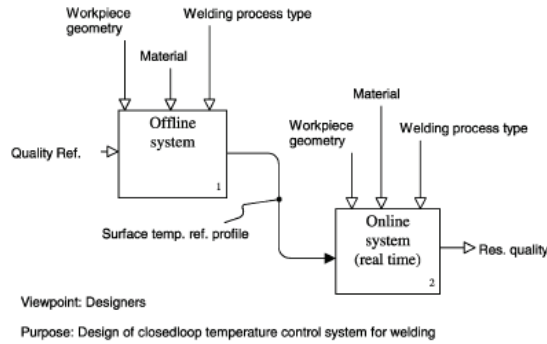 Workpiece
geometry
Welding process type
Material
Offline
system
1
Quality Ref.
Surface temp. ref. profile
Material
Workpiece
geometry
Welding process type
Online
system
(real time)
2
Res. quality
Viewpoint: Designers
Purpose: Design of closedloop temperature control system for welding